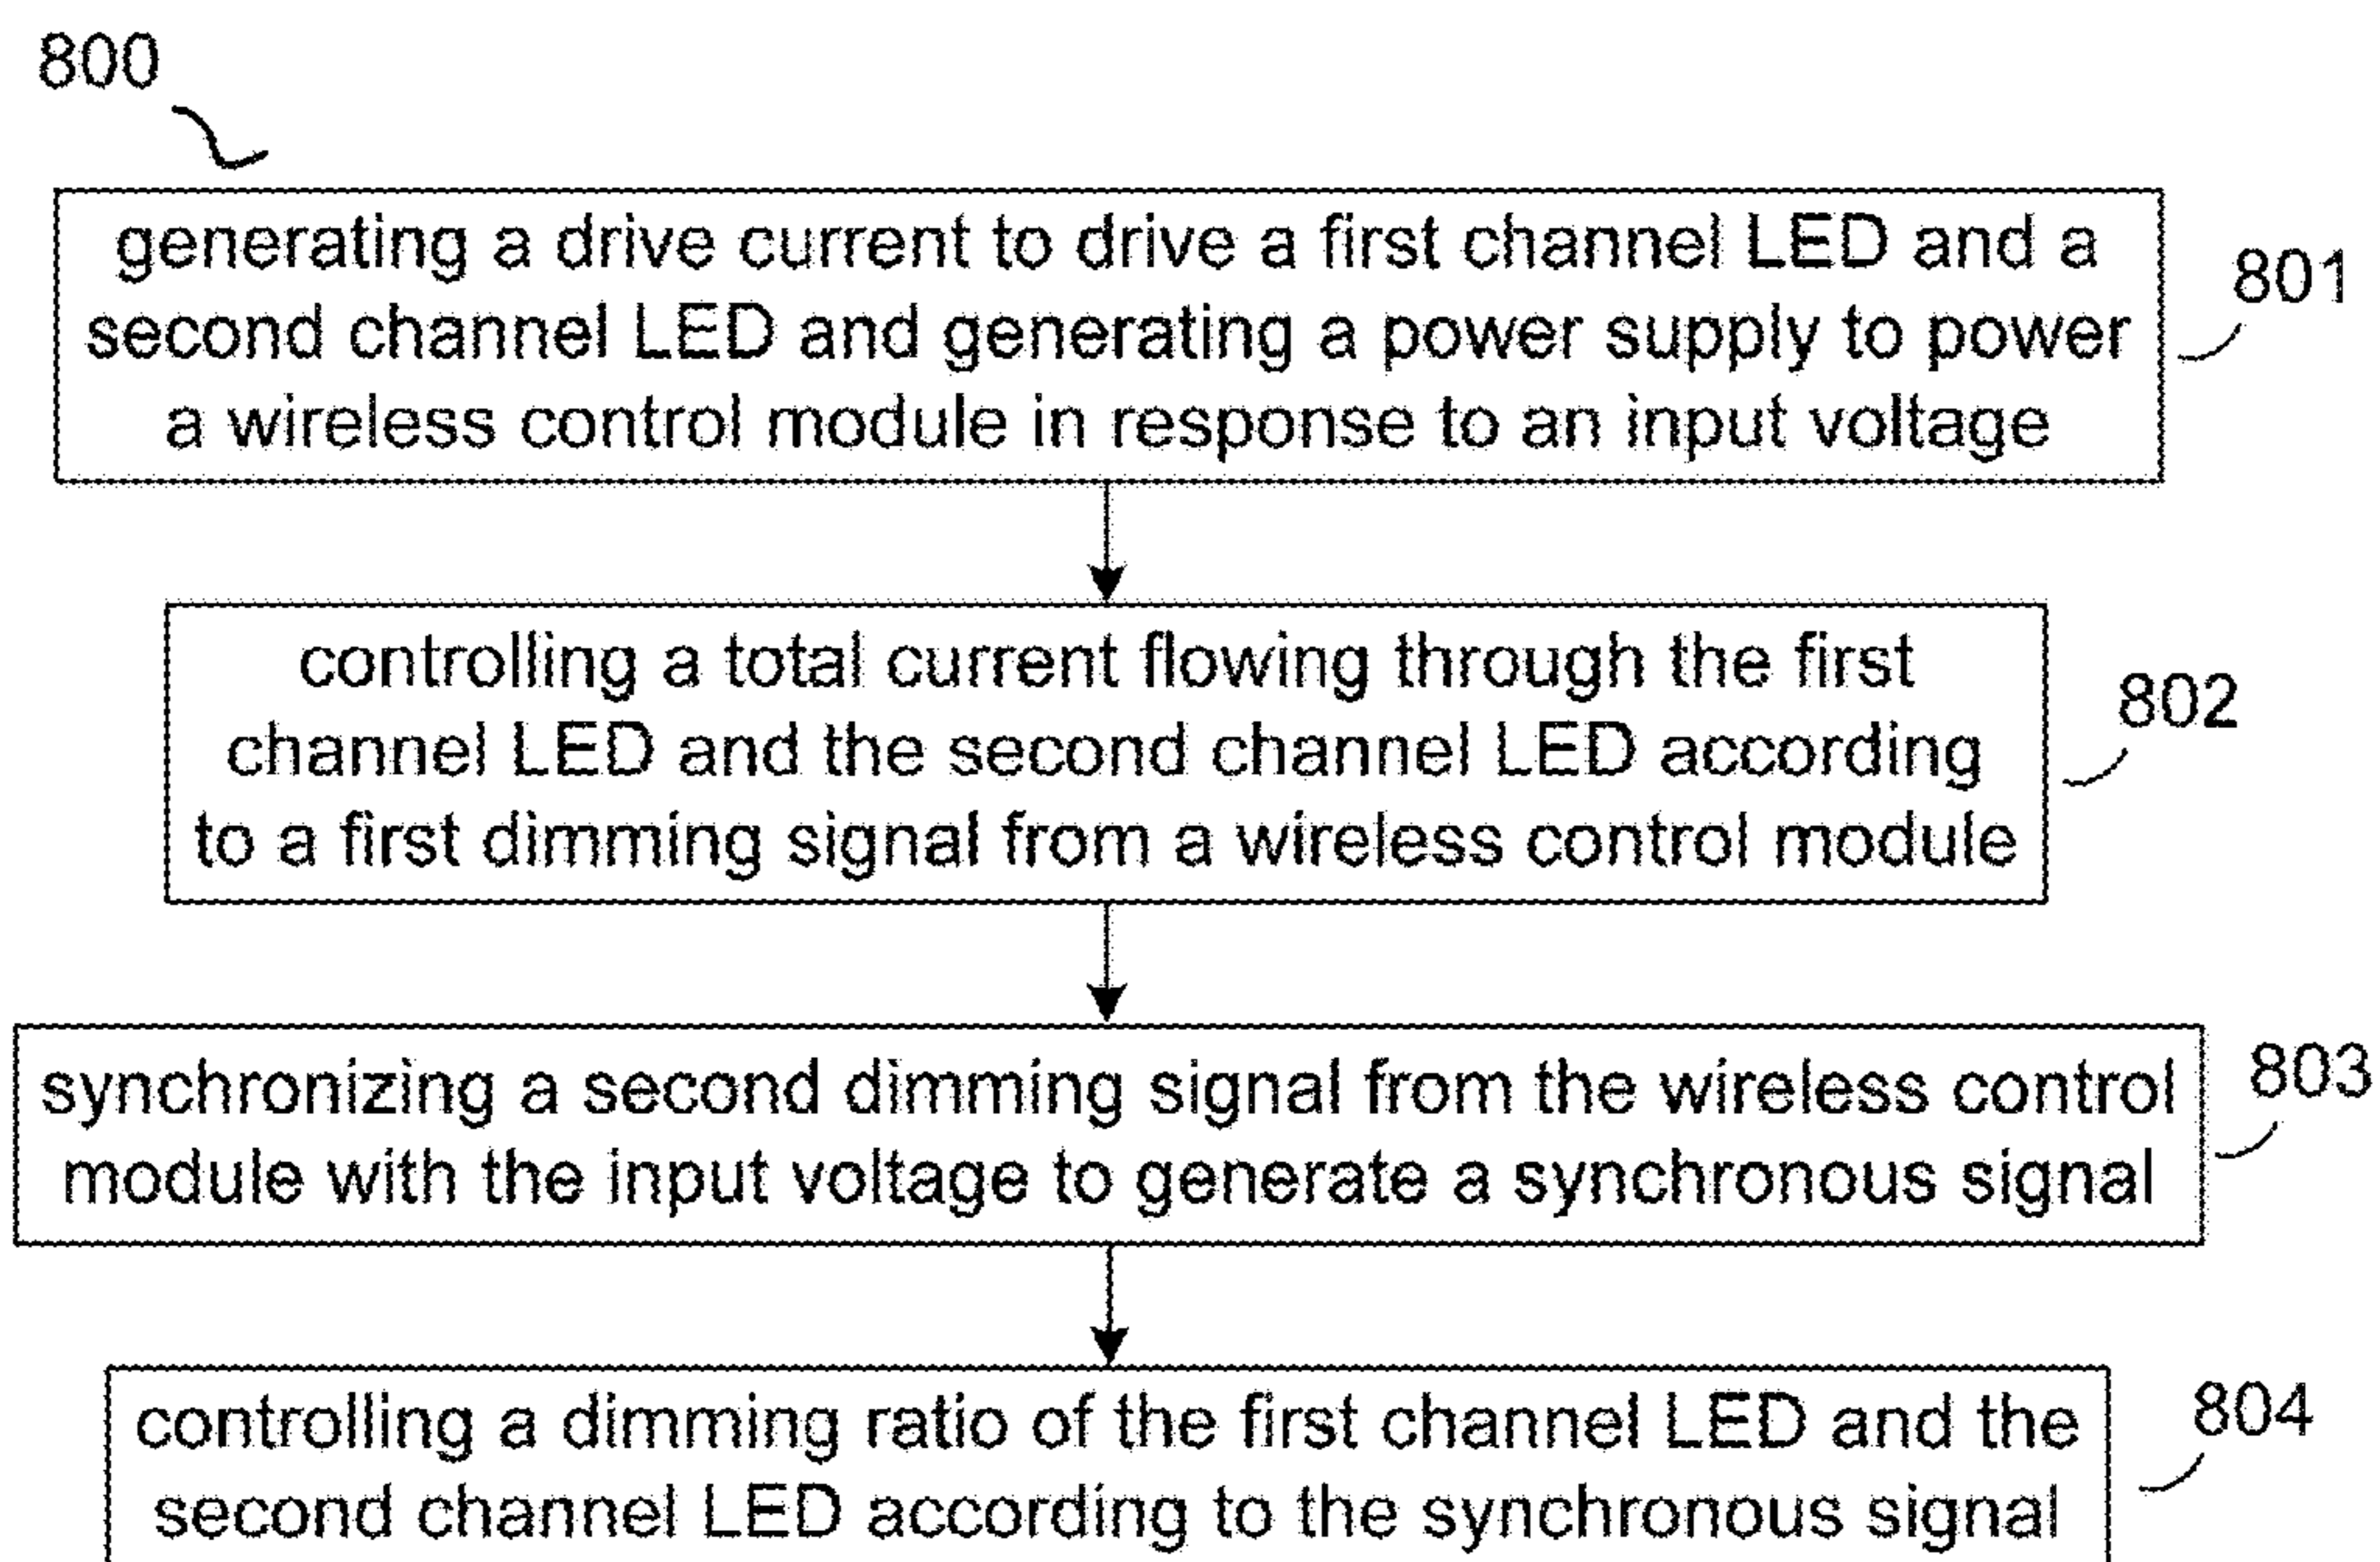 800
generating a drive current to drive a first channel LED and a
second channel LED and generating a power supply to power
a wireless control module in response to an input voltage
801
controlling a total current flowing through the first
channel LED and the second channel LED according
to a first dimming signal from a wireless control module
802
synchronizing a second dimming signal from the wireless control
module with the input voltage to generate a synchronous signal
803
controlling a dimming ratio of the first channel LED and the
second channel LED according to the synchronous signal
804